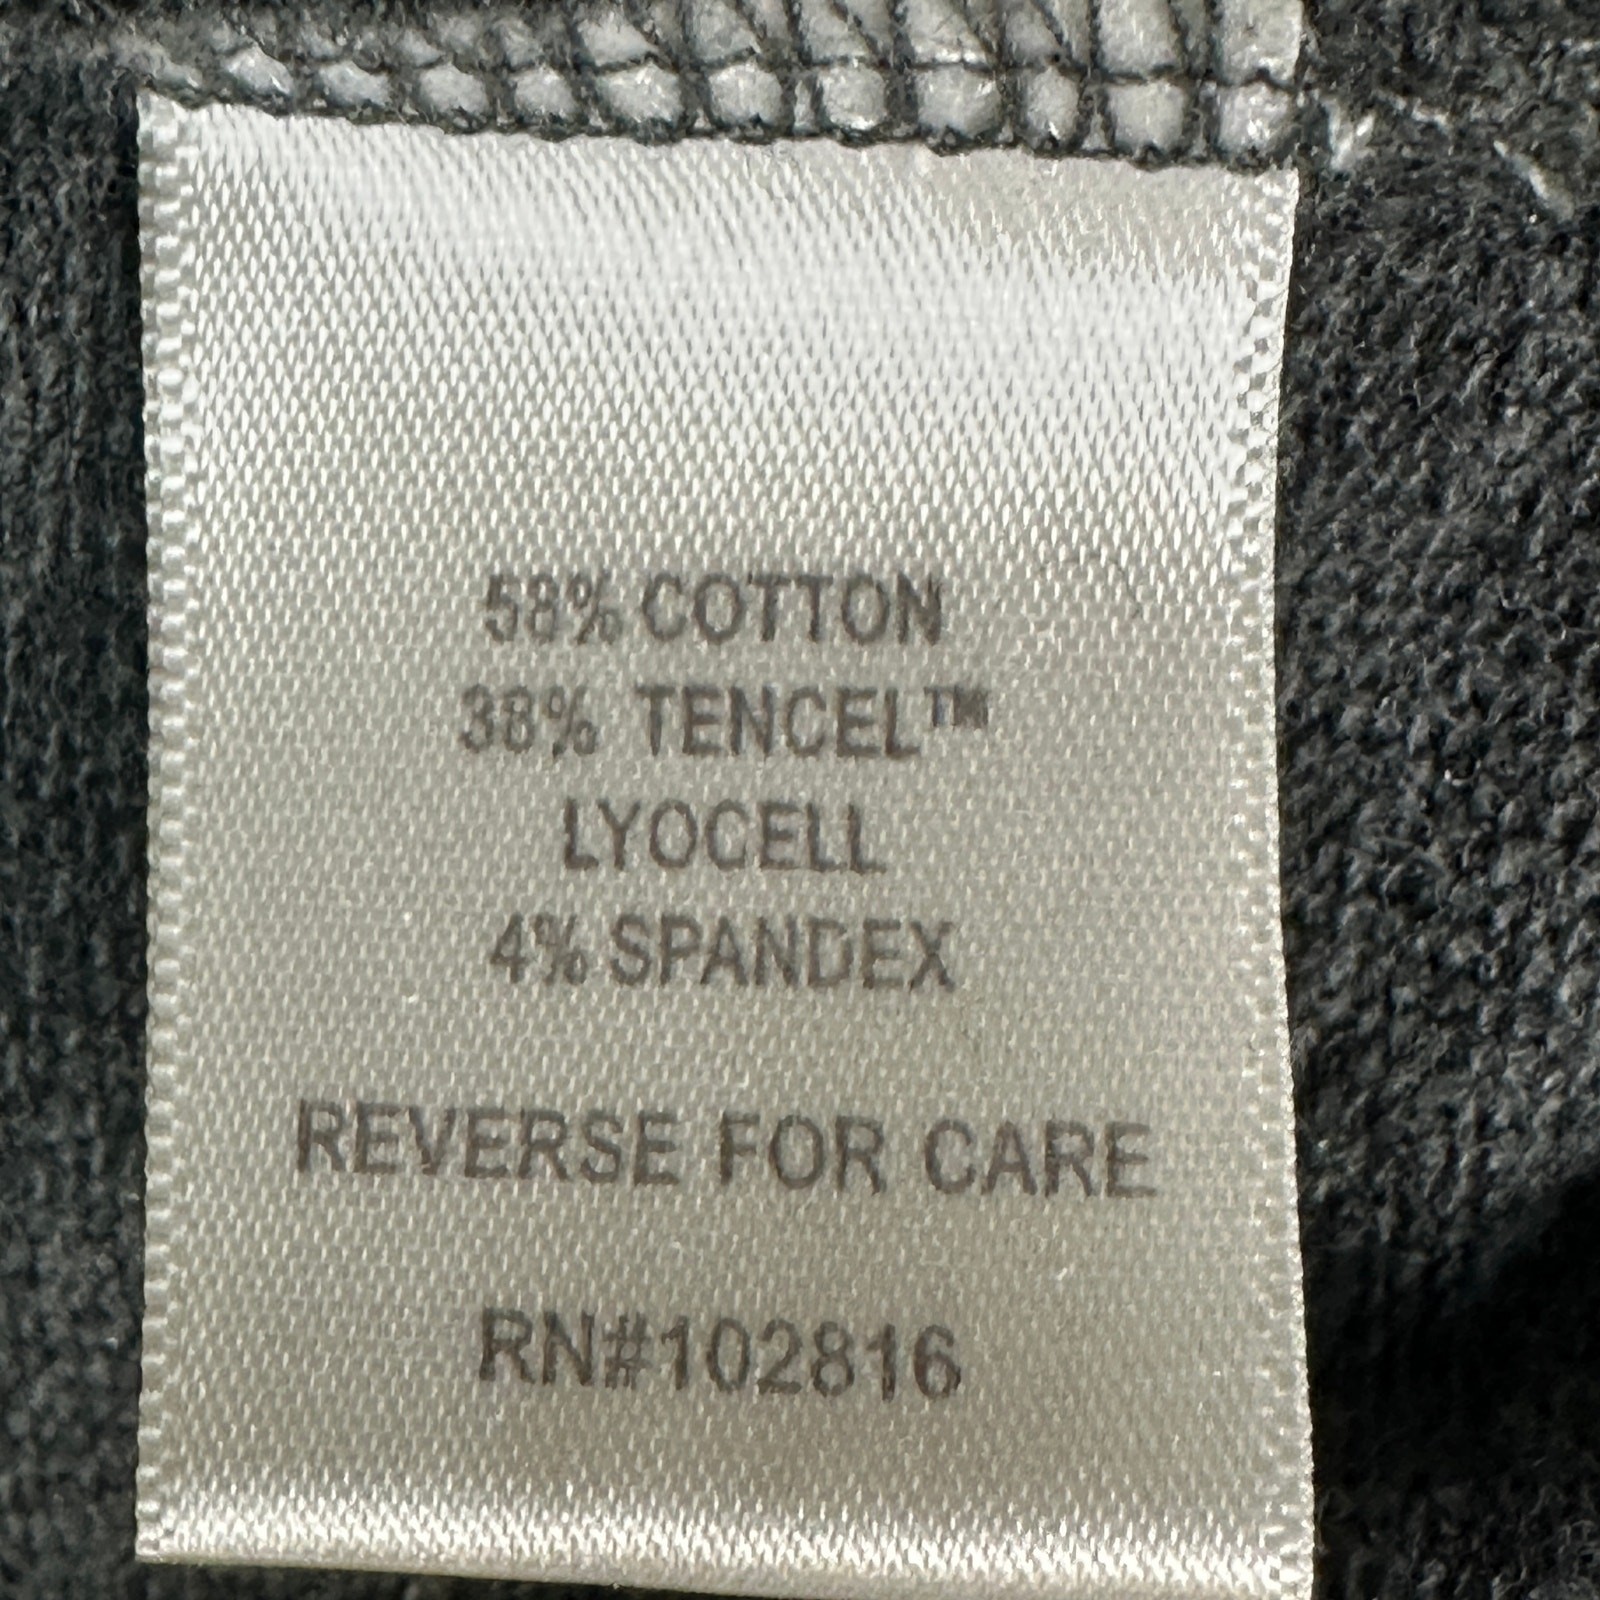 58% COTTON
38% TENCEL™
LYOCELL
4% SPANDEX
REVERSE FOR CARE
RN#102816